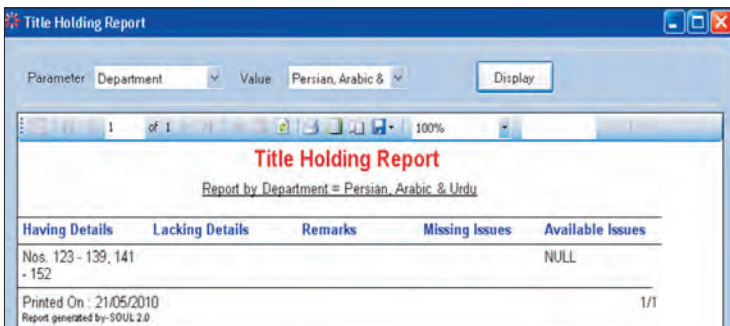 Title Holding Report
Parameter Department Value Persian, Arabic & Display
1 of 1 100%
Title Holding Report
Report by Department = Persian, Arabic & Urdu
Having Details Lacking Details Remarks Missing Issues Available Issues
Nos. 123 - 139, 141 NULL
- 152
Printed On : 21/05/2010 1/1
Report generated by-SOUL 2.0